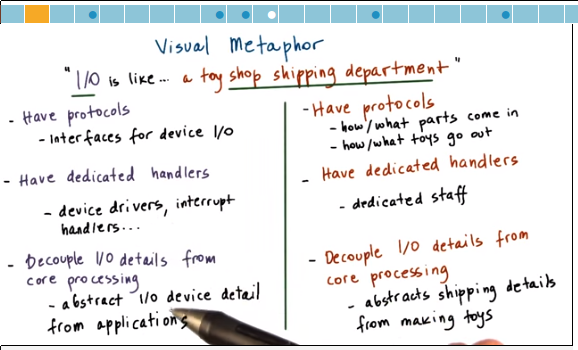 Visual Metaphor
"I/O is like... a toy shop shipping department"
- Have protocols
- Interfaces for device I/O
- Have dedicated handlers
- device drivers, interrupt
handlers...
- Decouple I/O details from
core processing
- abstract I/O device detail
from applications
- Have protocols
- how/what parts come in
- how/what toys go out
- Have dedicated handlers
- dedicated staff
- Decouple I/O details from
core processing
- abstracts shipping details
from making toys